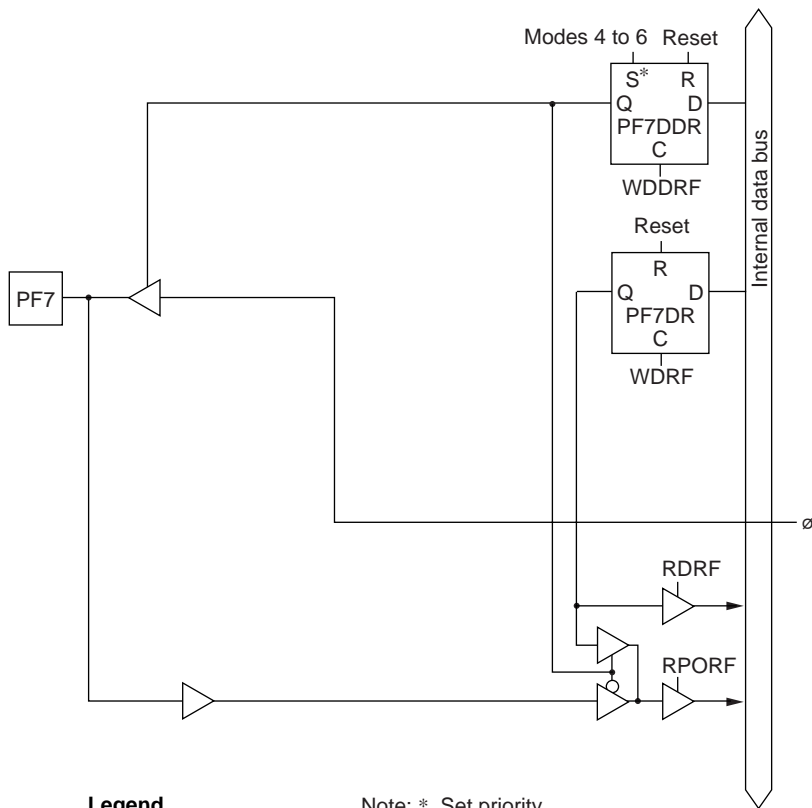 Modes 4 to 6 Reset
S* R
Q D
PF7DDR
C
WDDRF
Internal data bus
Reset
R
PF7
Q D
PF7DR
C
WDRF
ø
RDRF
RPORF
Legend Note: * Set priority